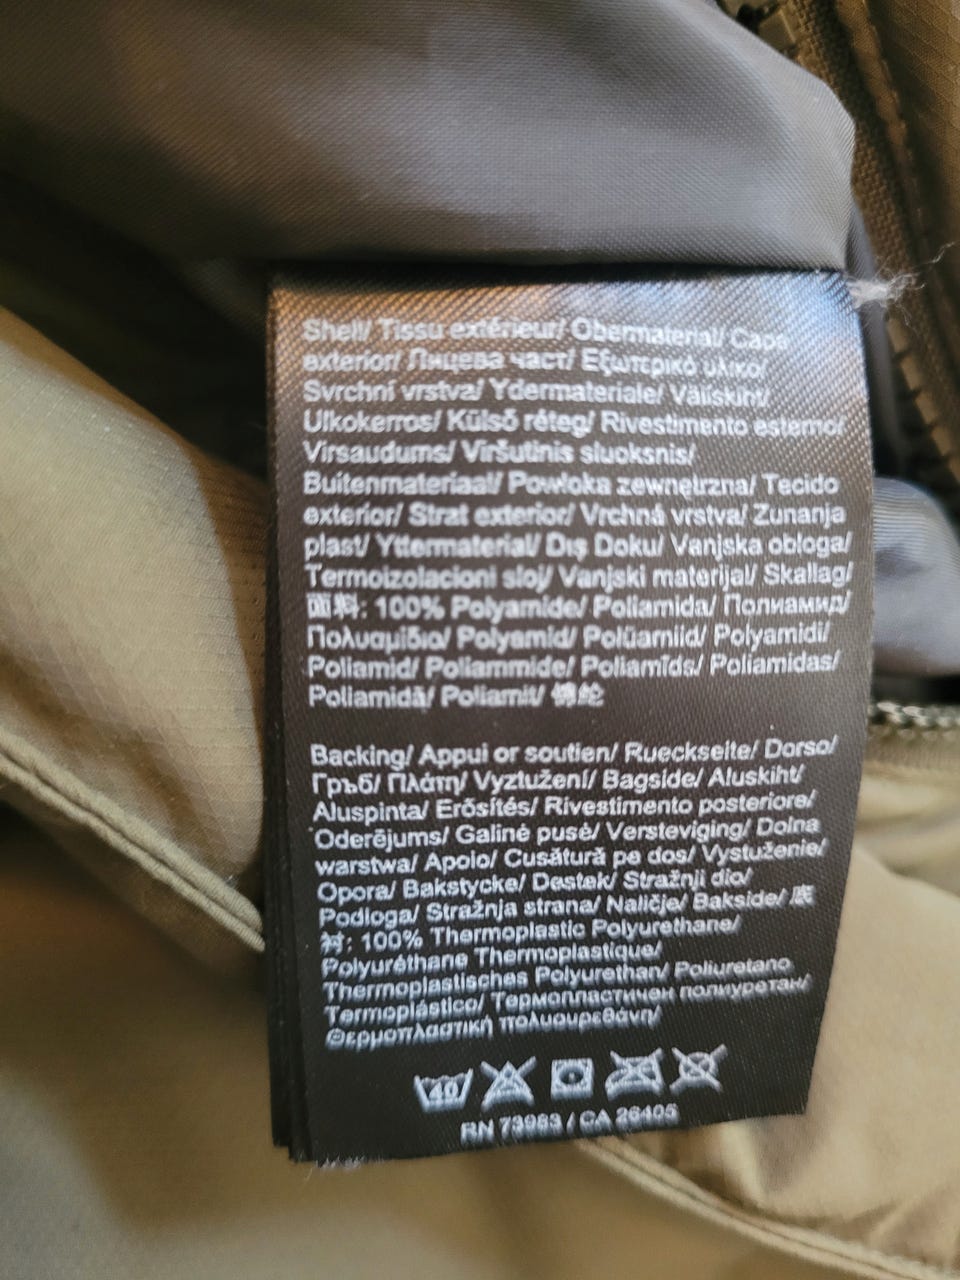 Shell/ Tissu extérieur/ Obermaterial/ Capa
exterior/ Лицева част/ Εξωτερικό υλικό/
Svrchní vrstva/ Ydermateriale/ Väliskiht/
Ulkokerros/ Külső réteg/ Rivestimento esterno/
Virsaudums/ Viršutinis sluoksnis/
Buitenmateriaal/ Powłoka zewnętrzna/ Tecido
exterior/ Strat exterior/ Vrchná vrstva/ Zunanja
plast/ Yttermaterial/ Dış Doku/ Vanjska obloga/
Termoizolacioni sloj/ Vanjski materijal/ Skallag/
面料: 100% Polyamide/ Poliamida/ Полиамид/
Πολυαμίδιο/ Polyamid/ Polüamiid/ Polyamidi/
Poliamid/ Poliammide/ Poliamīds/ Poliamidas/
Poliamidă/ Poliamit/ 锦纶
Backing/ Appui or soutien/ Rueckseite/ Dorso/
Гръб/ Πλάτη/ Vyztužení/ Bagside/ Aluskiht/
Aluspinta/ Erősítés/ Rivestimento posteriore/
Oderējums/ Galinė pusė/ Versteviging/ Dolna
warstwa/ Apoio/ Cusătură pe dos/ Vystuženie/
Opora/ Bakstycke/ Destek/ Stražnji dio/
Podloga/ Stražnja strana/ Naličje/ Bakside/ 底
衬: 100% Thermoplastic Polyurethane/
Polyuréthane Thermoplastique/
Thermoplastisches Polyurethan/ Poliuretano
Termoplástico/ Термопластичен полиуретан/
Θερμοπλαστική πολυουρεθάνη/
40
RN 73983 / CA 26405